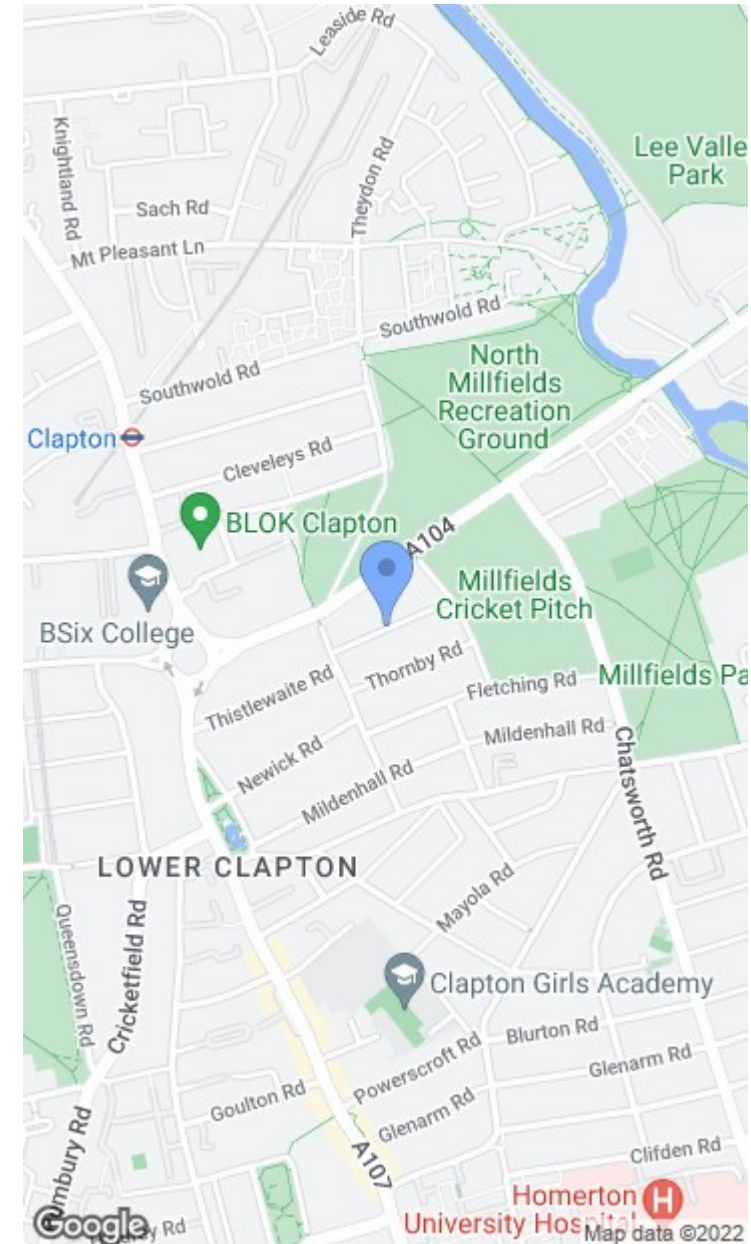 Leaside Rd
Knightland Rd
Theydon Rd
Lee Valle
Park
Sach Rd
Mt Pleasant Ln
Southwold Rd
Southwold Rd
North
Millfields
Recreation
Ground
Clapton
Cleveleys Rd
BLOK Clapton
A104
Millfields
Cricket Pitch
BSix College
Thistlewaite Rd
Thornby Rd
Fletching Rd
Millfields Pa
Mildenhall Rd
Newick Rd
Mildenhall Rd
Chatsworth Rd
LOWER CLAPTON
Mayola Rd
Queensdown Rd
Cricketfield Rd
Clapton Girls Academy
Blurton Rd
Powerscroft Rd
Glenarm Rd
Goulton Rd
Glenarm Rd
A107
Clifden Rd
Rd
Homerton
University Hospital
H
Google
Rd
Map data ©2022